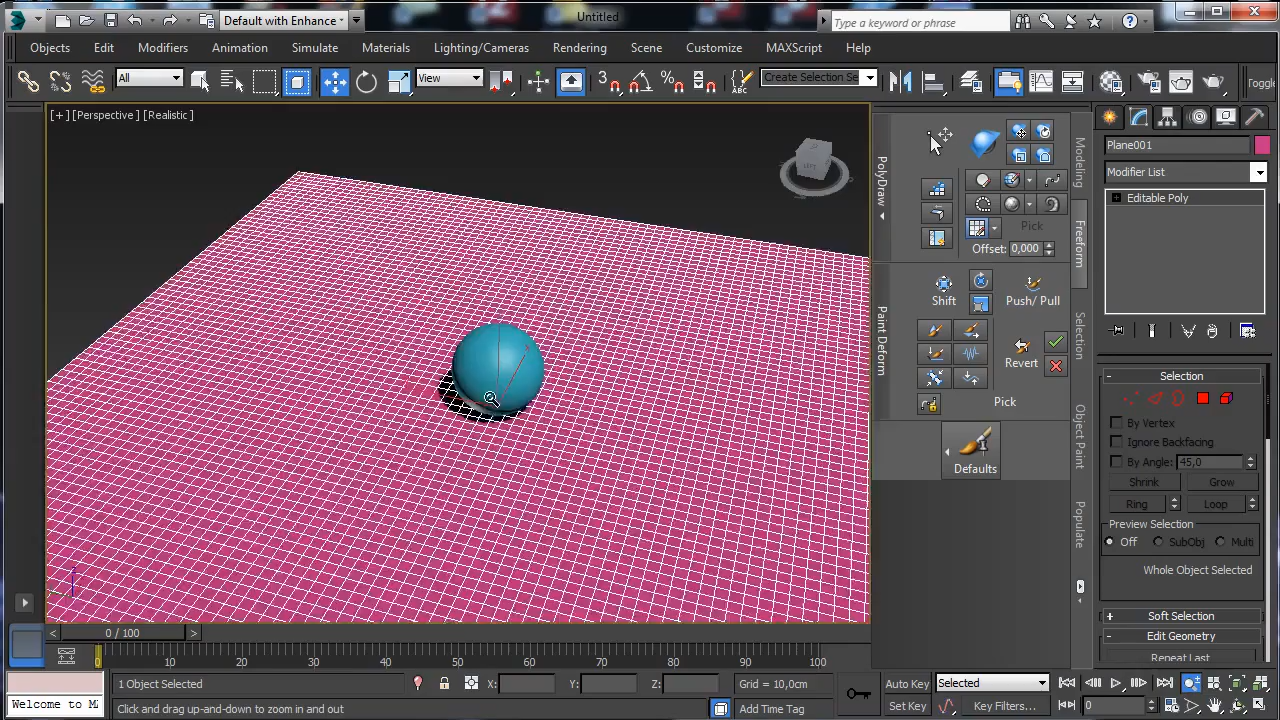 Default with Enhance
Untitled
Type a keyword or phrase
Objects Edit Modifiers Animation Simulate Materials Lighting/Cameras Rendering Scene Customize MAXScript Help
All
View
3
%
ABC
Create Selection Se
Toggle
[+] [Perspective] [Realistic]
PolyDraw
Pick
Offset: 0,000
Paint Deform
Shift
Push/ Pull
Revert
Pick
Defaults
Modeling
Freeform
Selection
Object Paint
Populate
Plane001
Modifier List
Editable Poly
Selection
By Vertex
Ignore Backfacing
By Angle: 45,0
Shrink Grow
Ring Loop
Preview Selection
Off SubObj Multi
Whole Object Selected
Soft Selection
Edit Geometry
Repeat Last
0 / 100
0 10 20 30 40 50 60 70 80 90 100
1 Object Selected
X: Y: Z:
Grid = 10,0cm
Auto Key
Selected
Welcome to MA
Click and drag up-and-down to zoom in and out
Add Time Tag
Set Key
Key Filters...
0